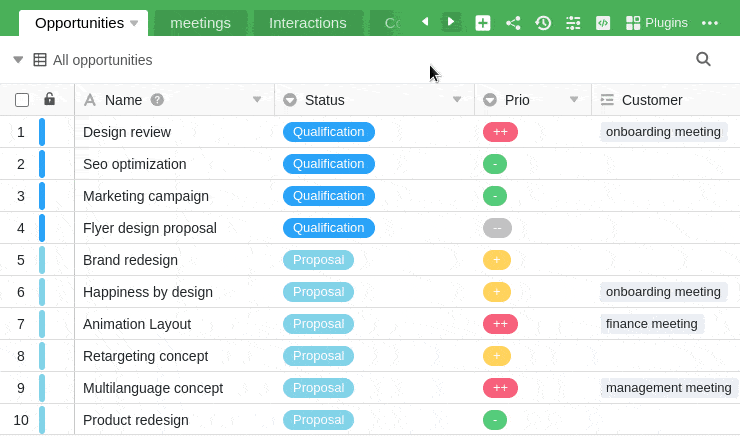 Opportunities meetings Interactions Plugins
All opportunities
Name ? Status Prio Customer
1 Design review Qualification ++ onboarding meeting
2 Seo optimization Qualification -
3 Marketing campaign Qualification -
4 Flyer design proposal Qualification --
5 Brand redesign Proposal +
6 Happiness by design Proposal + onboarding meeting
7 Animation Layout Proposal ++ finance meeting
8 Retargeting concept Proposal +
9 Multilanguage concept Proposal ++ management meeting
10 Product redesign Proposal -